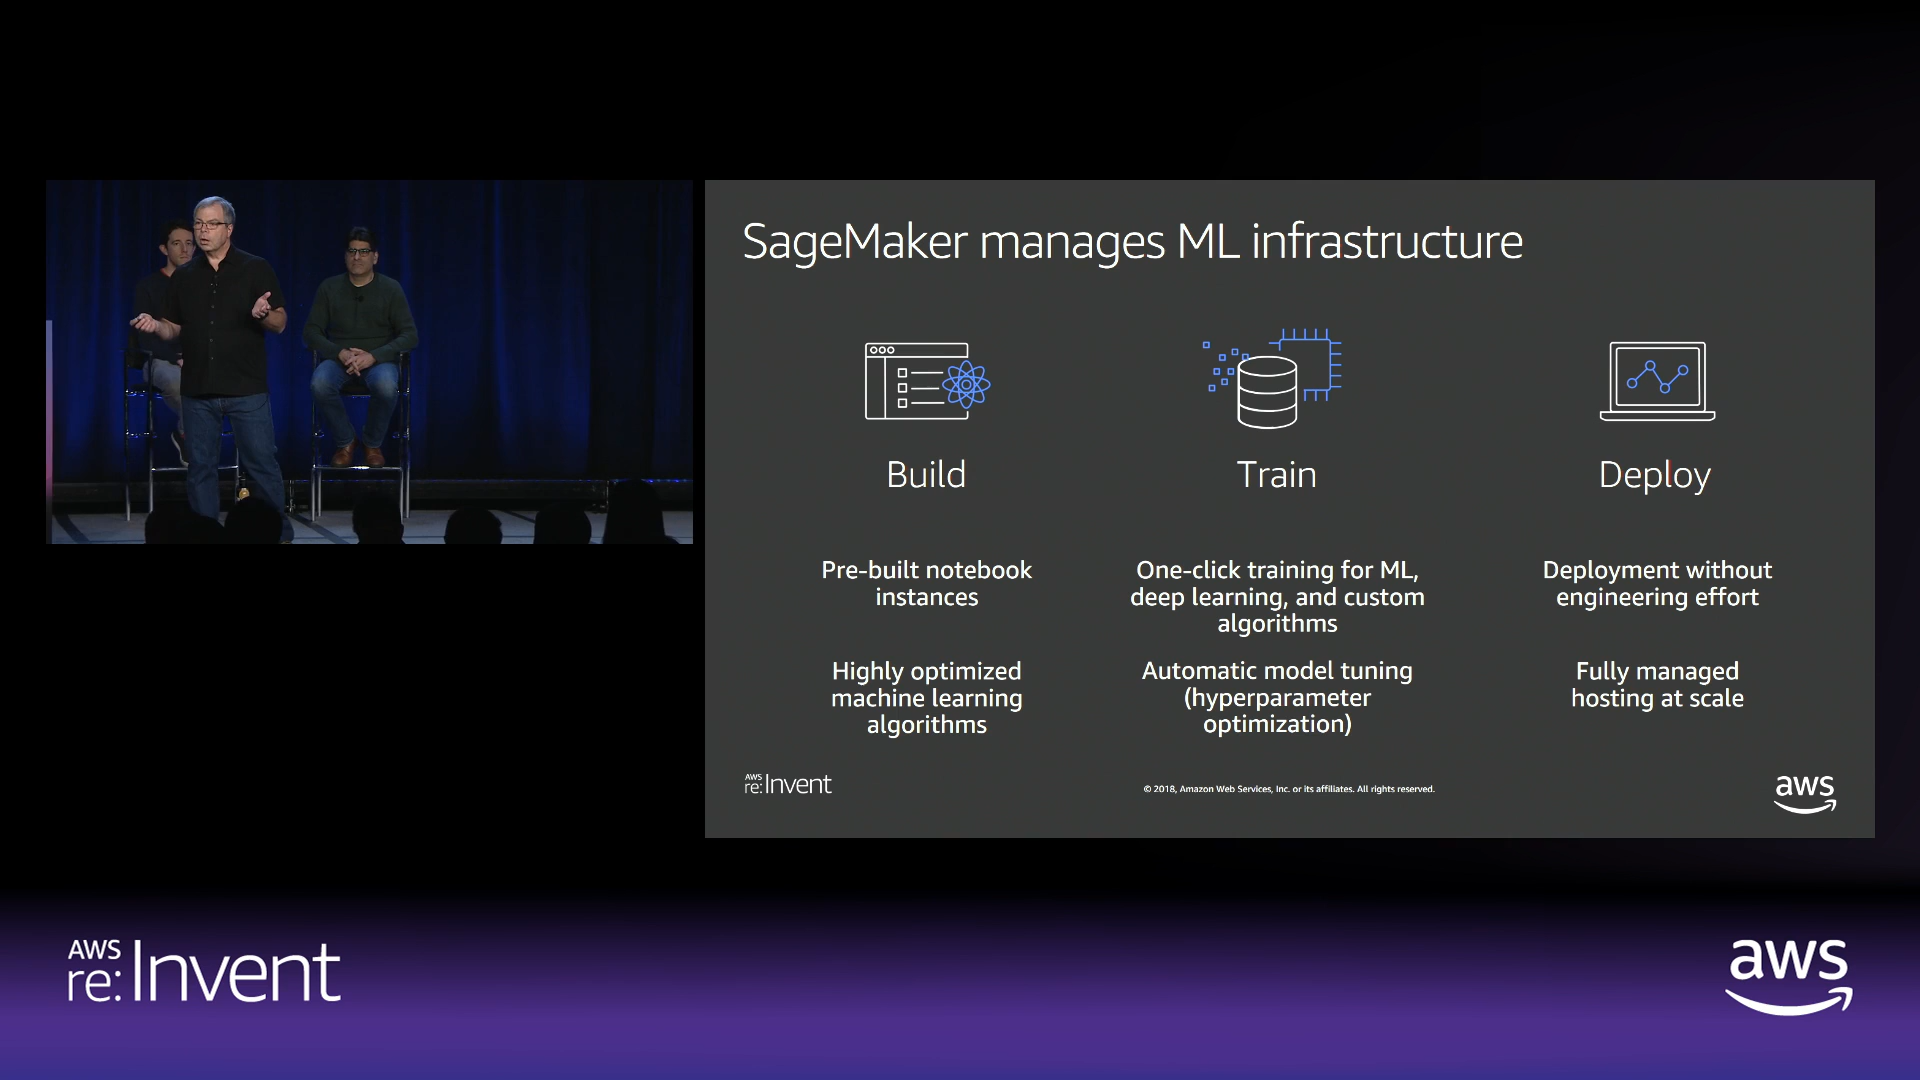 SageMaker manages ML infrastructure
Build
Pre-built notebook
instances
Highly optimized
machine learning
algorithms
Train
One-click training for ML,
deep learning, and custom
algorithms
Automatic model tuning
(hyperparameter
optimization)
Deploy
Deployment without
engineering effort
Fully managed
hosting at scale
AWS
re:Invent
© 2018, Amazon Web Services, Inc. or its affiliates. All rights reserved.
aws
AWS
re:Invent
aws